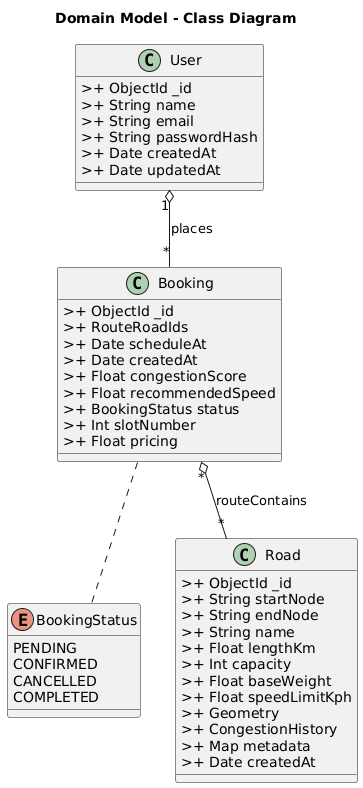 Domain Model - Class Diagram
C User
>+ ObjectId _id
>+ String name
>+ String email
>+ String passwordHash
>+ Date createdAt
>+ Date updatedAt
1
places
*
C Booking
>+ ObjectId _id
>+ RouteRoadIds
>+ Date scheduleAt
>+ Date createdAt
>+ Float congestionScore
>+ Float recommendedSpeed
>+ BookingStatus status
>+ Int slotNumber
>+ Float pricing
*
routeContains
*
E BookingStatus
PENDING
CONFIRMED
CANCELLED
COMPLETED
C Road
>+ ObjectId _id
>+ String startNode
>+ String endNode
>+ String name
>+ Float lengthKm
>+ Int capacity
>+ Float baseWeight
>+ Float speedLimitKph
>+ Geometry
>+ CongestionHistory
>+ Map metadata
>+ Date createdAt